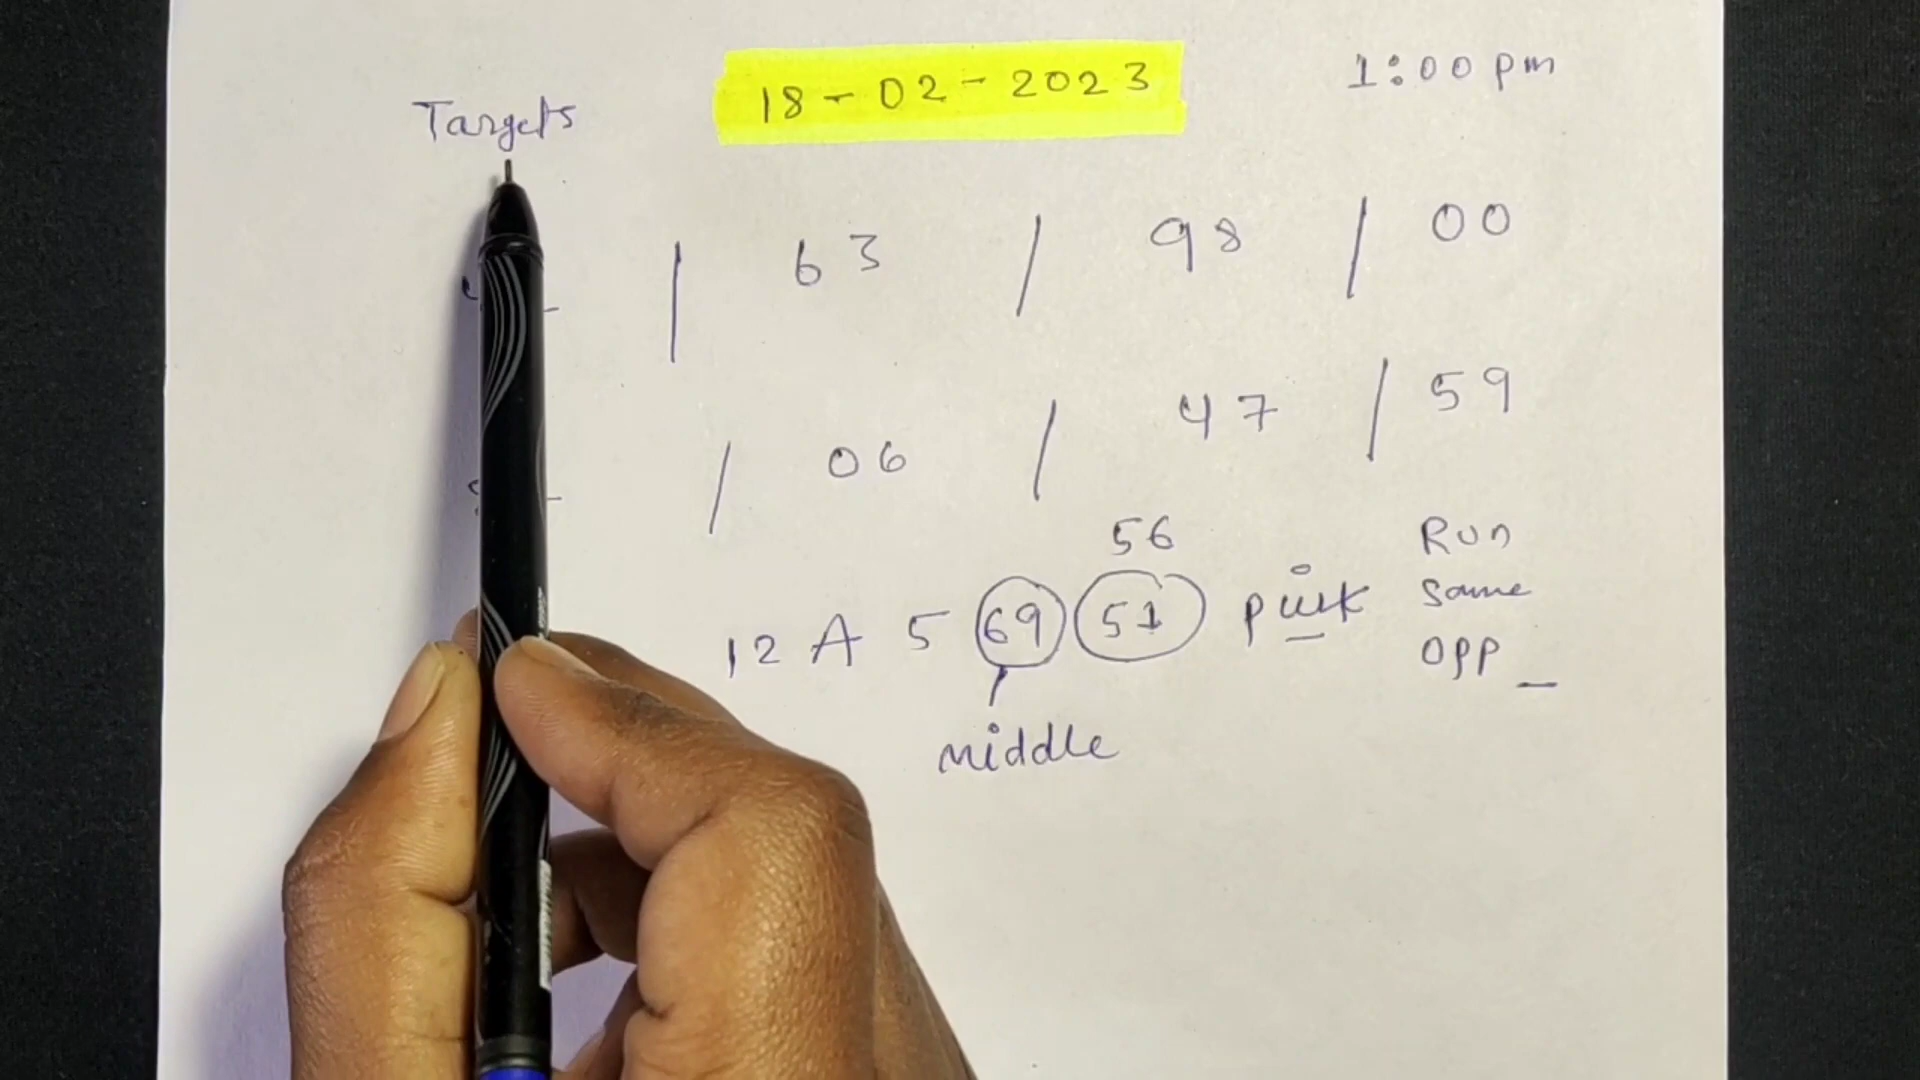 Targets 18-02-2023 1:00 pm
/ 63 / 98 / 00
/ 06 / 47 / 59
56 Run
12 A 5 69 51 Same
middle OPP _